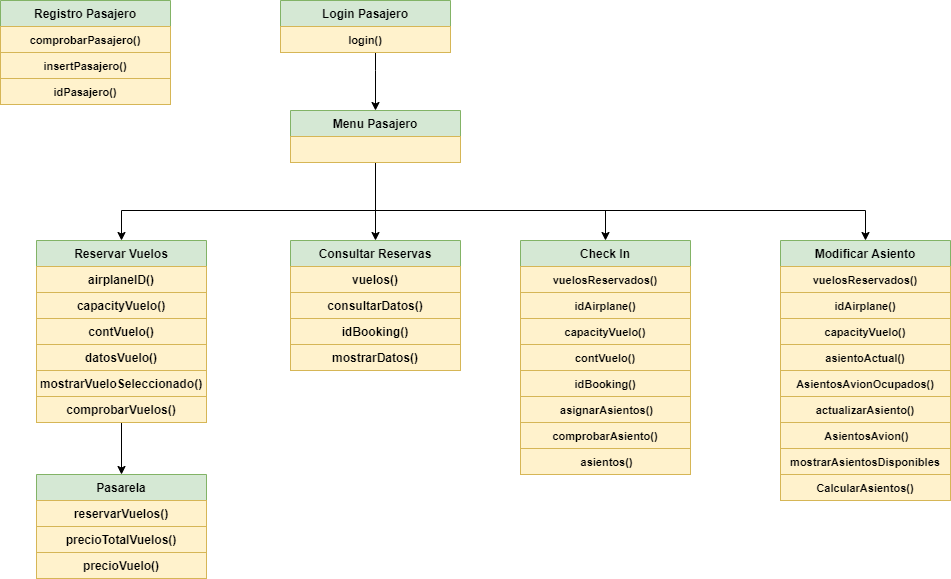 Registro Pasajero
comprobarPasajero()
insertPasajero()
idPasajero()
Login Pasajero
login()
Menu Pasajero
Reservar Vuelos
airplaneID()
capacityVuelo()
contVuelo()
datosVuelo()
mostrarVueloSeleccionado()
comprobarVuelos()
Consultar Reservas
vuelos()
consultarDatos()
idBooking()
mostrarDatos()
Check In
vuelosReservados()
idAirplane()
capacityVuelo()
contVuelo()
idBooking()
asignarAsientos()
comprobarAsiento()
asientos()
Modificar Asiento
vuelosReservados()
idAirplane()
capacityVuelo()
asientoActual()
AsientosAvionOcupados()
actualizarAsiento()
AsientosAvion()
mostrarAsientosDisponibles
CalcularAsientos()
Pasarela
reservarVuelos()
precioTotalVuelos()
precioVuelo()